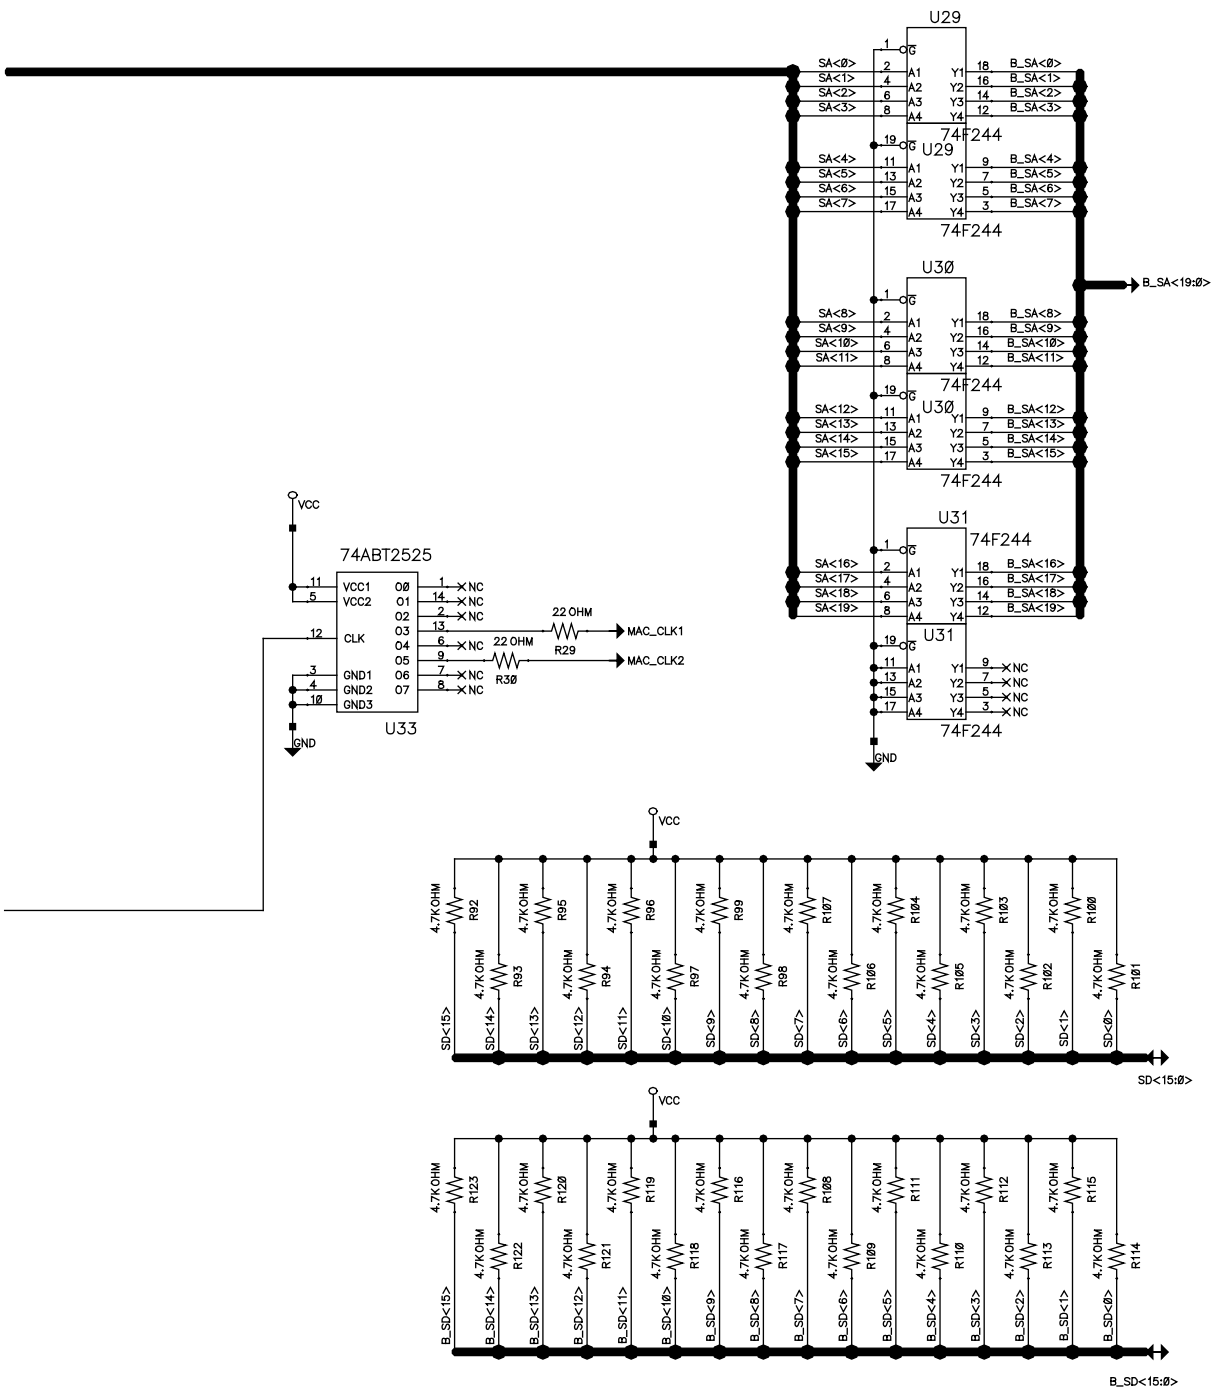 U29
1 G
SA<0> 2 A1 Y1 18 B_SA<0>
SA<1> 4 A2 Y2 16 B_SA<1>
SA<2> 6 A3 Y3 14 B_SA<2>
SA<3> 8 A4 Y4 12 B_SA<3>
74F244
19 G U29
SA<4> 11 A1 Y1 9 B_SA<4>
SA<5> 13 A2 Y2 7 B_SA<5>
SA<6> 15 A3 Y3 5 B_SA<6>
SA<7> 17 A4 Y4 3 B_SA<7>
74F244
U30
B_SA<19:0>
1 G
SA<8> 2 A1 Y1 18 B_SA<8>
SA<9> 4 A2 Y2 16 B_SA<9>
SA<10> 6 A3 Y3 14 B_SA<10>
SA<11> 8 A4 Y4 12 B_SA<11>
74F244
19 G U30
SA<12> 11 A1 Y1 9 B_SA<12>
SA<13> 13 A2 Y2 7 B_SA<13>
SA<14> 15 A3 Y3 5 B_SA<14>
SA<15> 17 A4 Y4 3 B_SA<15>
74F244
U31
74F244
1 G
SA<16> 2 A1 Y1 18 B_SA<16>
SA<17> 4 A2 Y2 16 B_SA<17>
SA<18> 6 A3 Y3 14 B_SA<18>
SA<19> 8 A4 Y4 12 B_SA<19>
U31
19 G
11 A1 Y1 9 NC
13 A2 Y2 7 NC
15 A3 Y3 5 NC
17 A4 Y4 3 NC
74F244
GND
VCC
74ABT2525
11 VCC1 O0 1 NC
5 VCC2 O1 14 NC
O2 2 NC
O3 13 22 OHM R29 MAC_CLK1
12 CLK O4 6 NC
O5 9 22 OHM R30 MAC_CLK2
3 GND1 O6 7 NC
4 GND2 O7 8 NC
10 GND3
U33
GND
VCC
4.7KOHM R92 SD<15>
4.7KOHM R93 SD<14>
4.7KOHM R95 SD<13>
4.7KOHM R94 SD<12>
4.7KOHM R96 SD<11>
4.7KOHM R97 SD<10>
4.7KOHM R99 SD<9>
4.7KOHM R98 SD<8>
4.7KOHM R107 SD<7>
4.7KOHM R106 SD<6>
4.7KOHM R104 SD<5>
4.7KOHM R105 SD<4>
4.7KOHM R103 SD<3>
4.7KOHM R102 SD<2>
4.7KOHM R100 SD<1>
4.7KOHM R101 SD<0>
SD<15:0>
VCC
4.7KOHM R123 B_SD<15>
4.7KOHM R122 B_SD<14>
4.7KOHM R120 B_SD<13>
4.7KOHM R121 B_SD<12>
4.7KOHM R119 B_SD<11>
4.7KOHM R118 B_SD<10>
4.7KOHM R116 B_SD<9>
4.7KOHM R117 B_SD<8>
4.7KOHM R108 B_SD<7>
4.7KOHM R109 B_SD<6>
4.7KOHM R111 B_SD<5>
4.7KOHM R110 B_SD<4>
4.7KOHM R112 B_SD<3>
4.7KOHM R113 B_SD<2>
4.7KOHM R115 B_SD<1>
4.7KOHM R114 B_SD<0>
B_SD<15:0>